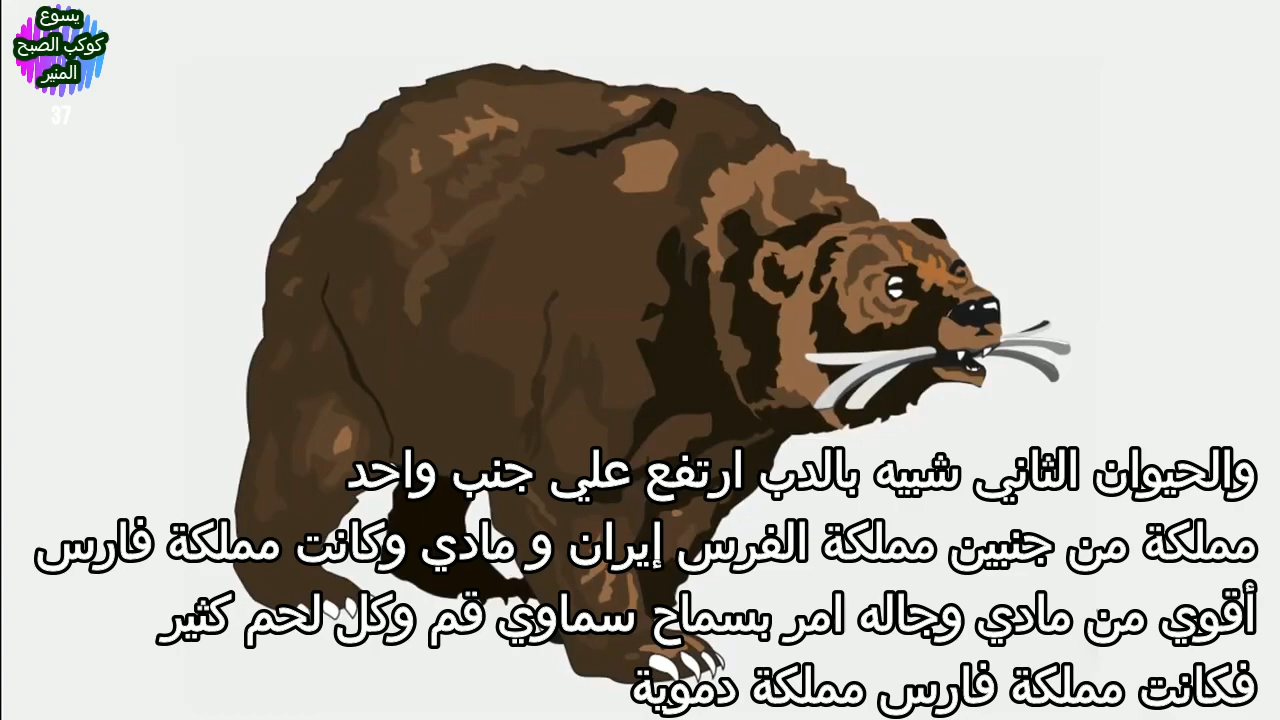 يسوع
كوكب الصبح
المنير
37
والحيوان الثاني شبيه بالدب ارتفع علي جنب واحد
مملكة من جنبين مملكة الفرس إيران و مادي وكانت مملكة فارس
أقوي من مادي وجاله امر بسماح سماوي قم وكل لحم كثير
فكانت مملكة فارس مملكة دموية